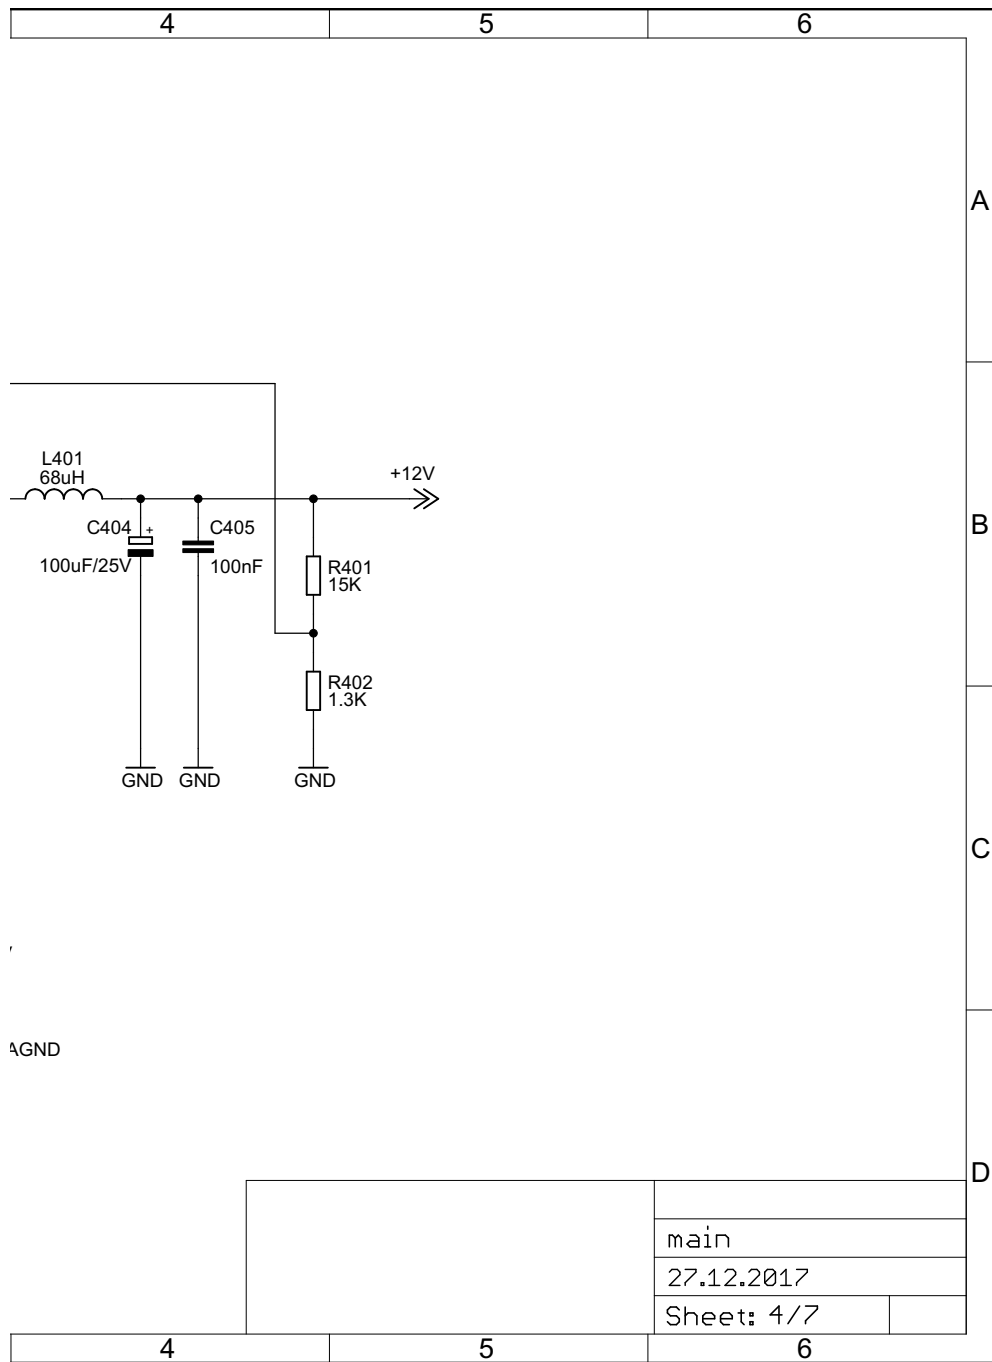 4 5 6
A
L401
68uH
+12V
B
C404 + C405
100uF/25V 100nF
R401
15K
R402
1.3K
GND GND GND
C
AGND
D
main
27.12.2017
Sheet: 4/7
4 5 6